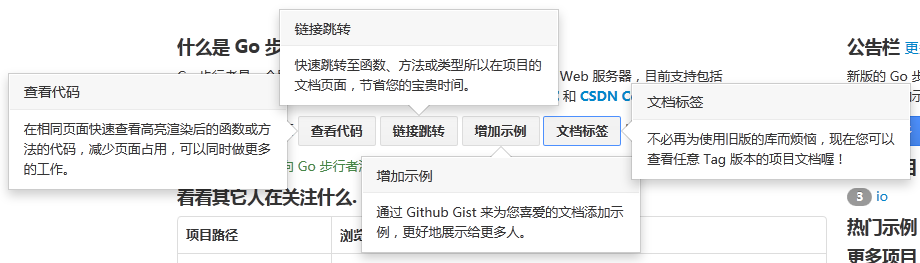 链接跳转
快速跳转至函数、方法或类型所在在项目的
文档页面，节省您的宝贵时间。
什么是 Go 步
公告栏 更
Web 服务器，目前支持包括
新版的 Go 步
和 CSDN Co
查看代码
在相同页面快速查看高亮渲染后的函数或方
法的代码，减少页面占用，可以同时做更多
的工作。
查看代码
链接跳转
增加示例
文档标签
文档标签
不必再为使用旧版的库而烦恼，现在您可以
查看任意 Tag 版本的项目文档喔！
向 Go 步行者
增加示例
通过 Github Gist 来为您喜爱的文档添加示
例，更好地展示给更多人。
看看其它人在关注什么.
3 io
项目路径
浏览
热门示例
更多项目